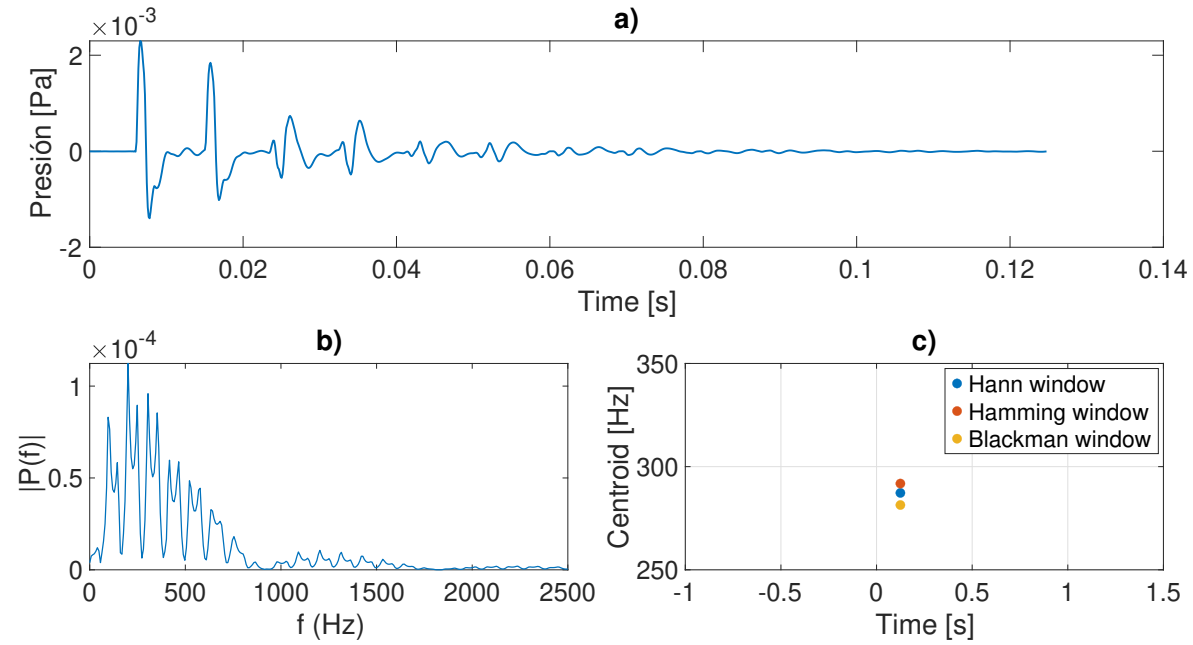 a)
×10⁻³
2
0
-2
Presión [Pa]
0 0.02 0.04 0.06 0.08 0.1 0.12 0.14
Time [s]
b)
×10⁻⁴
1
0.5
0
|P(f)|
0 500 1000 1500 2000 2500
f (Hz)
c)
350
300
250
Centroid [Hz]
Hann window
Hamming window
Blackman window
-1 -0.5 0 0.5 1 1.5
Time [s]